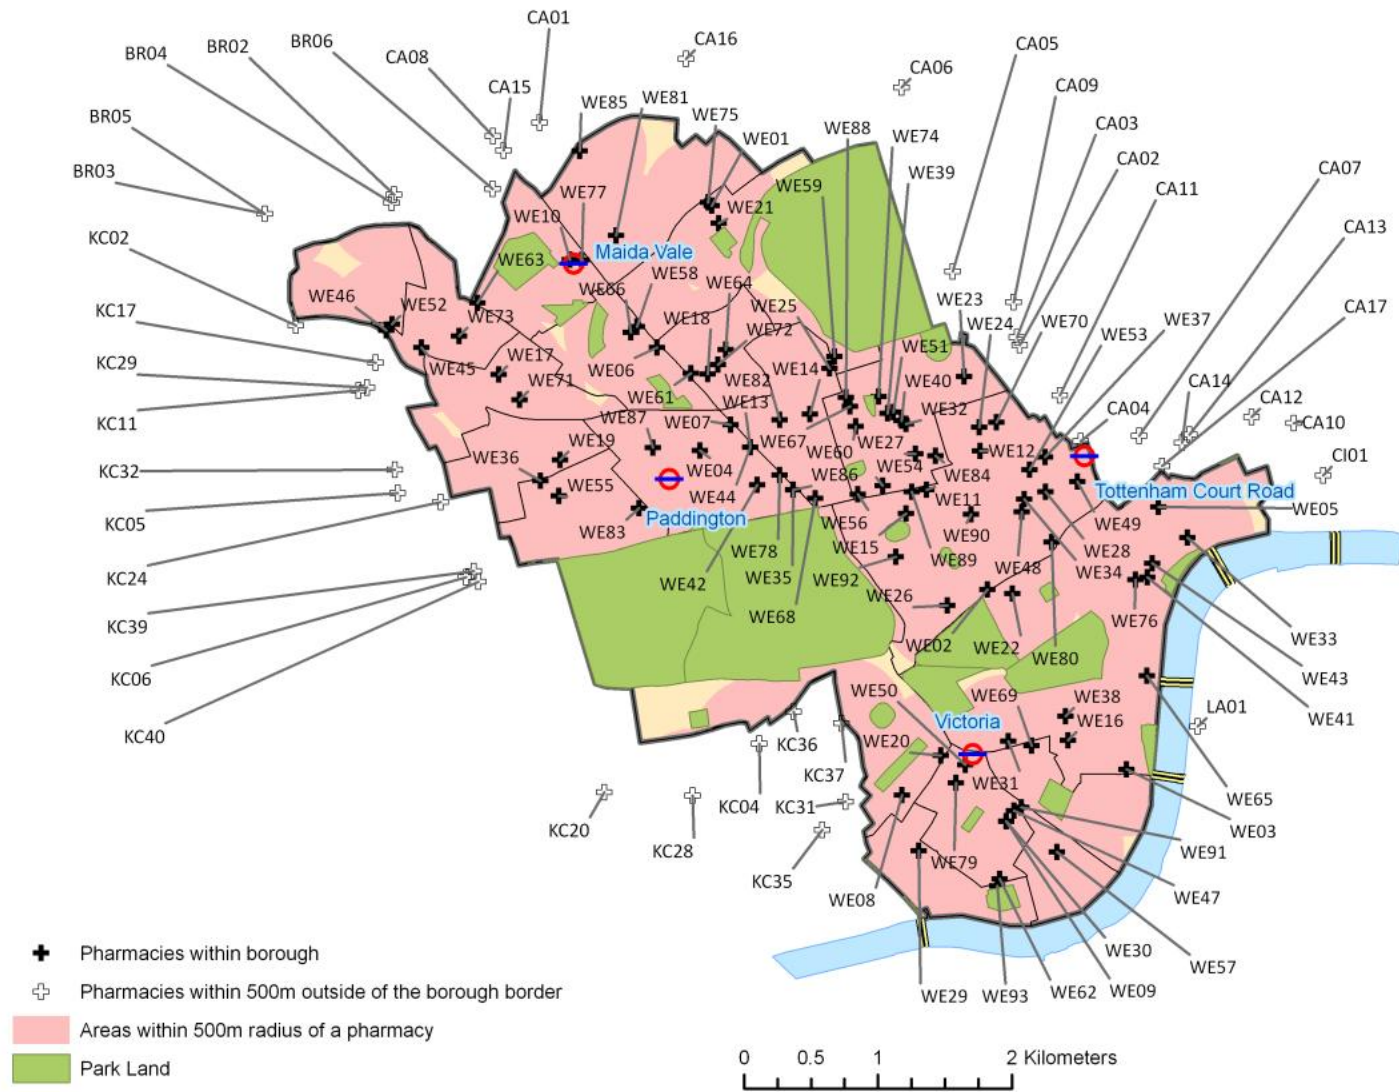 CA01
BR06
CA16
CA05
BR02
BR04
CA08
CA06
CA09
CA15
WE85
WE81
WE75
CA03
BR05
WE01
WE88
WE74
CA02
CA07
BR03
WE59
WE39
CA11
WE77
WE10
WE21
CA13
KC02
Maida Vale
WE63
WE58
WE64
WE66
WE46
WE52
WE25
WE23
CA17
KC17
WE73
WE18
WE72
WE24
WE70
WE37
WE53
WE51
KC29
WE45
WE17
WE06
WE14
WE40
WE71
WE82
CA14
CA12
WE61
WE13
WE32
CA04
KC11
WE87
WE07
CA10
WE67
WE60
WE27
WE12
KC32
WE19
WE36
WE04
WE86
WE54
WE84
CI01
WE55
WE44
Tottenham Court Road
WE11
WE05
KC05
WE83
Paddington
WE56
WE49
WE90
WE78
WE15
WE28
KC24
WE42
WE35
WE92
WE89
WE48
WE34
WE26
WE76
KC39
WE68
WE33
WE02
WE22
WE80
KC06
WE43
WE50
WE69
WE38
WE41
KC40
Victoria
WE16
LA01
KC36
WE20
KC37
WE31
WE65
KC04
KC31
KC20
WE03
KC28
WE91
WE79
KC35
WE08
WE47
WE30
WE57
WE29
WE93
WE62
WE09
Pharmacies within borough
Pharmacies within 500m outside of the borough border
Areas within 500m radius of a pharmacy
Park Land
0 0.5 1 2 Kilometers